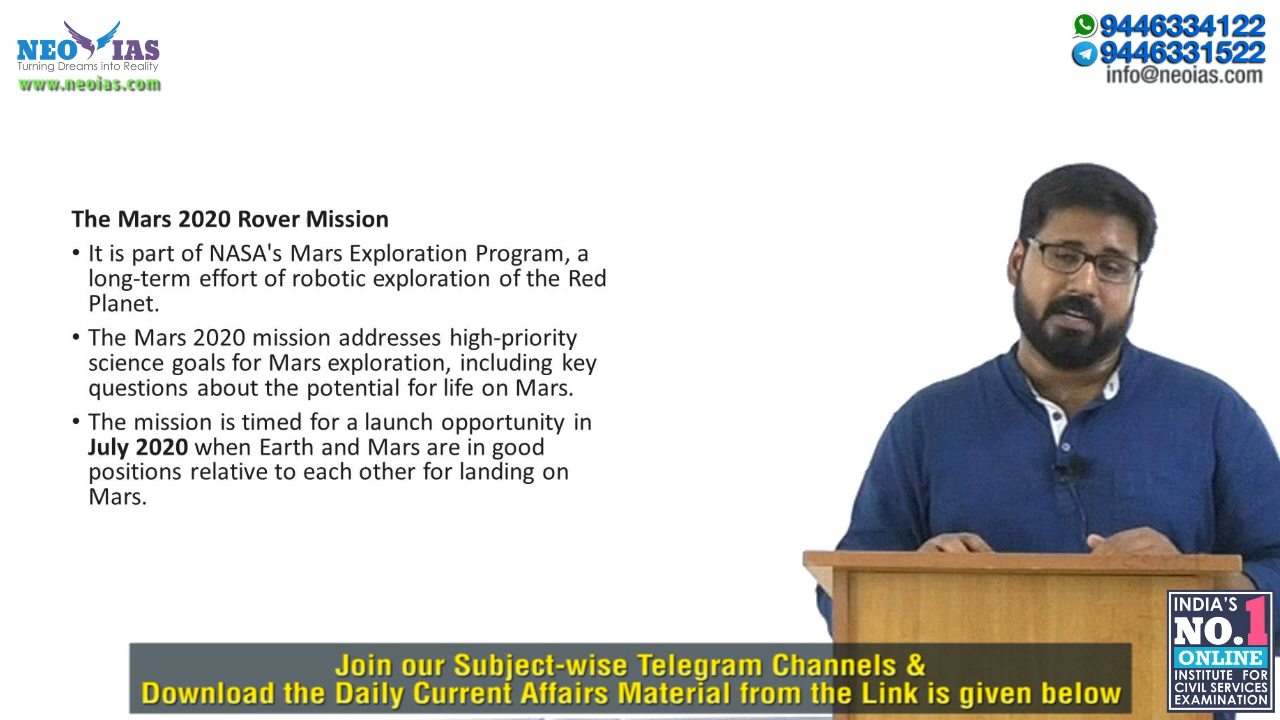 NEO IAS
Turning Dreams into Reality
www.neoias.com
9446334122
9446331522
info@neoias.com
The Mars 2020 Rover Mission
• It is part of NASA's Mars Exploration Program, a
long-term effort of robotic exploration of the Red
Planet.
• The Mars 2020 mission addresses high-priority
science goals for Mars exploration, including key
questions about the potential for life on Mars.
• The mission is timed for a launch opportunity in
July 2020 when Earth and Mars are in good
positions relative to each other for landing on
Mars.
INDIA'S
NO.1
ONLINE
INSTITUTE FOR
CIVIL SERVICES
EXAMINATION
Join our Subject-wise Telegram Channels &
Download the Daily Current Affairs Material from the Link is given below